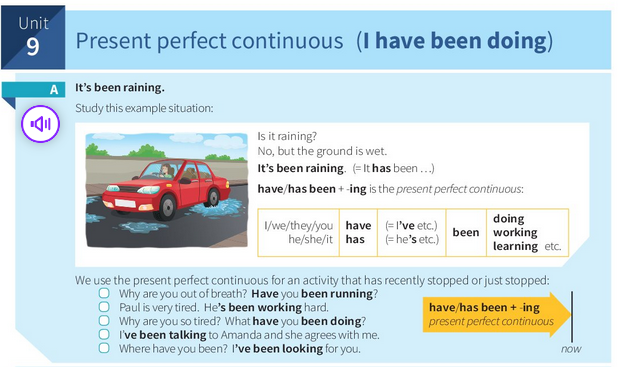 Unit
9
Present perfect continuous (I have been doing)
A
It's been raining.
Study this example situation:
Is it raining?
No, but the ground is wet.
It's been raining. (= It has been …)
have/has been + -ing is the present perfect continuous:
I/we/they/you have (= I've etc.) been doing
he/she/it has (= he's etc.) working
learning etc.
We use the present perfect continuous for an activity that has recently stopped or just stopped:
Why are you out of breath? Have you been running?
Paul is very tired. He's been working hard.
Why are you so tired? What have you been doing?
I've been talking to Amanda and she agrees with me.
Where have you been? I've been looking for you.
have/has been + -ing
present perfect continuous
now